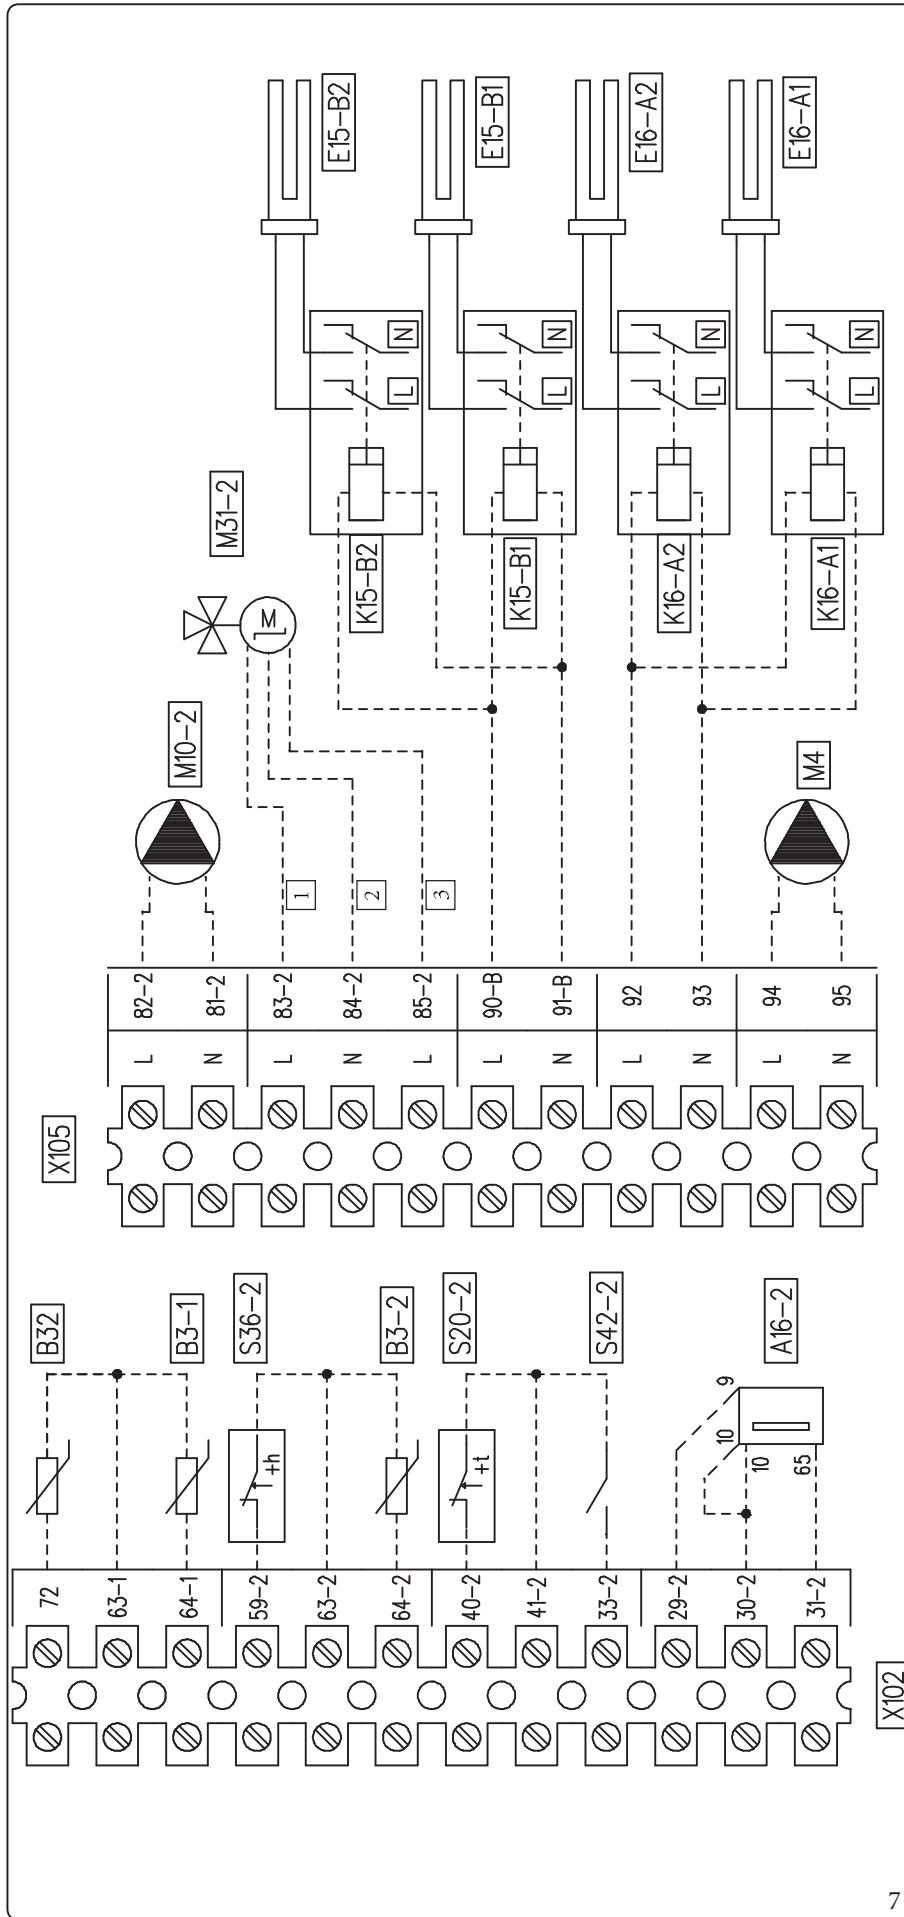 E15-B2
E15-B1
E16-A2
E16-A1
N
L
N
L
N
L
N
L
K15-B2
K15-B1
K16-A2
K16-A1
M31-2
M
M10-2
M4
1
2
3
82-2
81-2
83-2
84-2
85-2
90-B
91-B
92
93
94
95
L
N
L
N
L
L
N
L
N
L
N
X105
B32
B3-1
S36-2
B3-2
S20-2
S42-2
A16-2
+h
+t
9
10
10
65
72
63-1
64-1
59-2
63-2
64-2
40-2
41-2
33-2
29-2
30-2
31-2
X102
7